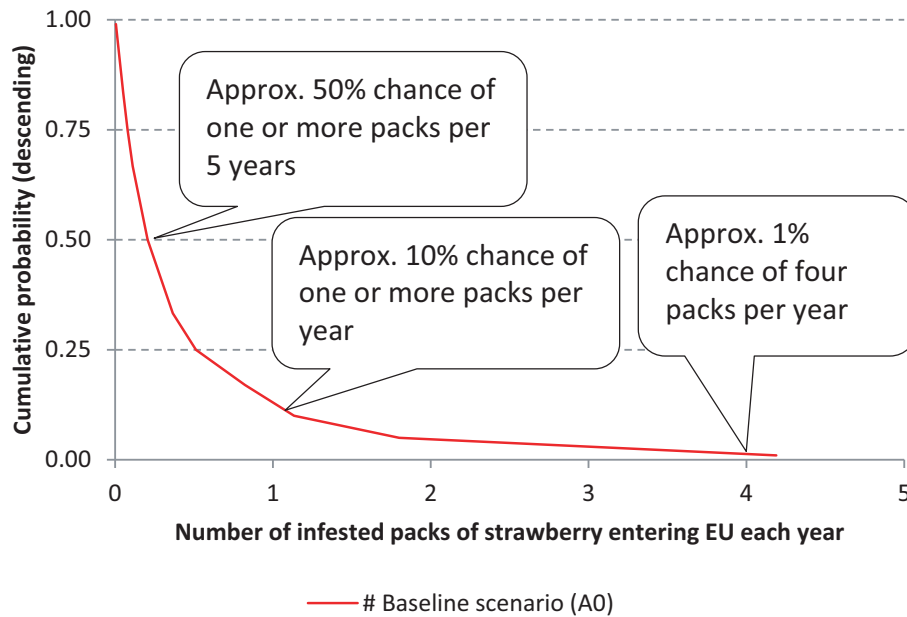 Cumulative probability (descending)
1.00
0.75
0.50
0.25
0.00
Approx. 50% chance of
one or more packs per
5 years
Approx. 10% chance of
one or more packs per
year
Approx. 1%
chance of four
packs per year
0 1 2 3 4 5
Number of infested packs of strawberry entering EU each year
# Baseline scenario (A0)